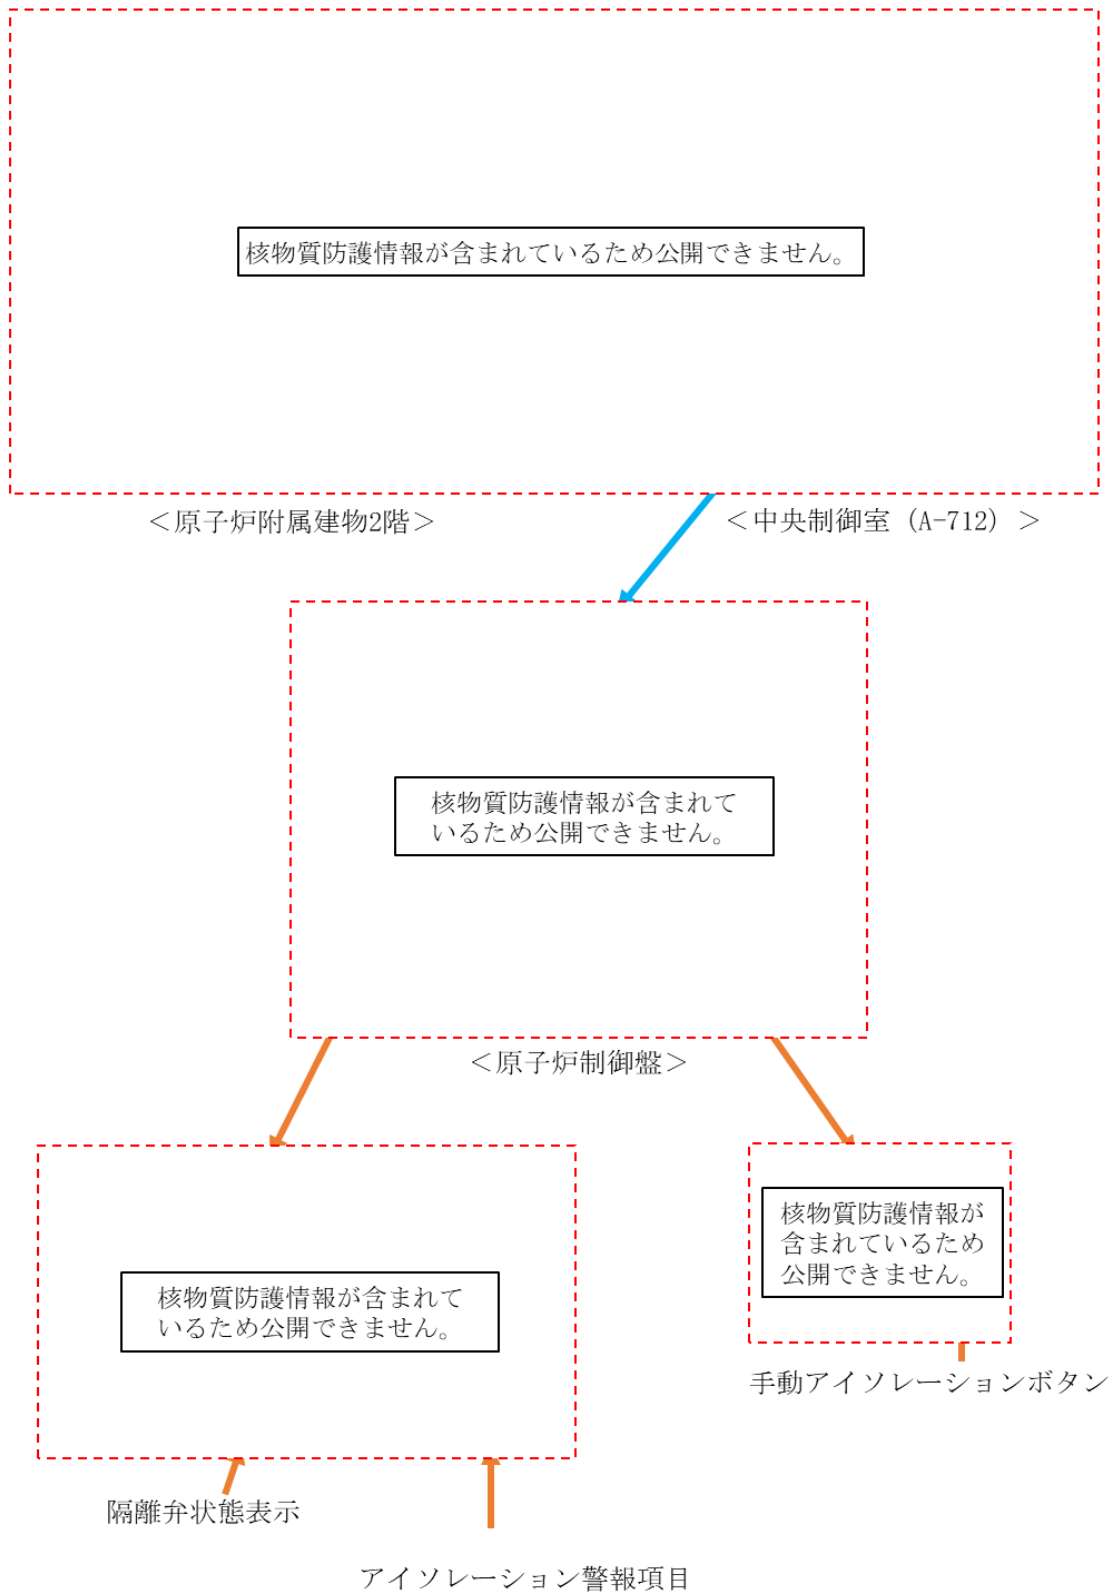 核物質防護情報が含まれているため公開できません。
＜原子炉附属建物2階＞
＜中央制御室（A-712）＞
核物質防護情報が含まれて
いるため公開できません。
＜原子炉制御盤＞
核物質防護情報が含まれて
いるため公開できません。
核物質防護情報が
含まれているため
公開できません。
手動アイソレーションボタン
隔離弁状態表示
アイソレーション警報項目